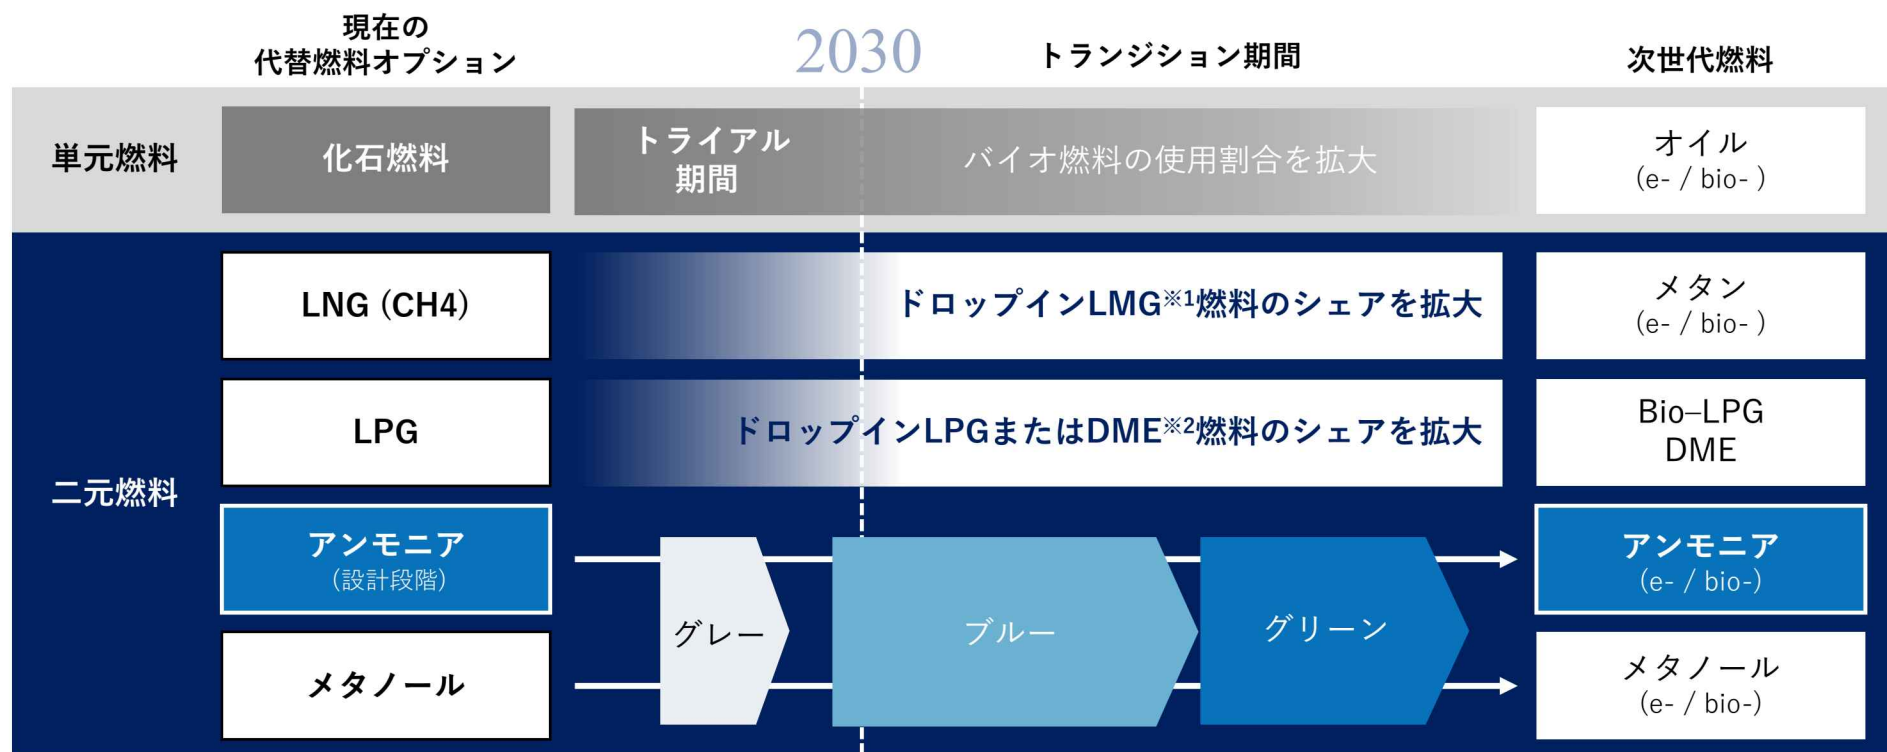 現在の
代替燃料オプション
2030
トランジション期間
次世代燃料
単元燃料
化石燃料
トライアル
期間
バイオ燃料の使用割合を拡大
オイル
(e- / bio- )
二元燃料
LNG (CH4)
ドロップインLMG※1燃料のシェアを拡大
メタン
(e- / bio- )
LPG
ドロップインLPGまたはDME※2燃料のシェアを拡大
Bio–LPG
DME
アンモニア
(設計段階)
グレー
ブルー
グリーン
アンモニア
(e- / bio-)
メタノール
メタノール
(e- / bio-)